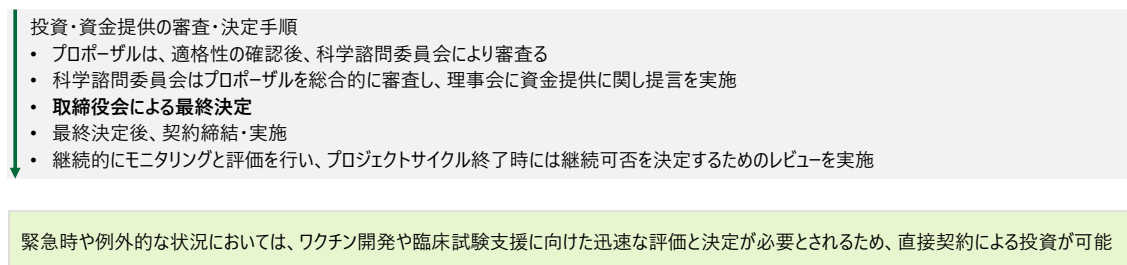 投資・資金提供の審査・決定手順
• プロポーザルは、適格性の確認後、科学諮問委員会により審査る
• 科学諮問委員会はプロポーザルを総合的に審査し、理事会に資金提供に関し提言を実施
• 取締役会による最終決定
• 最終決定後、契約締結・実施
• 継続的にモニタリングと評価を行い、プロジェクトサイクル終了時には継続可否を決定するためのレビューを実施
緊急時や例外的な状況においては、ワクチン開発や臨床試験支援に向けた迅速な評価と決定が必要とされるため、直接契約による投資が可能